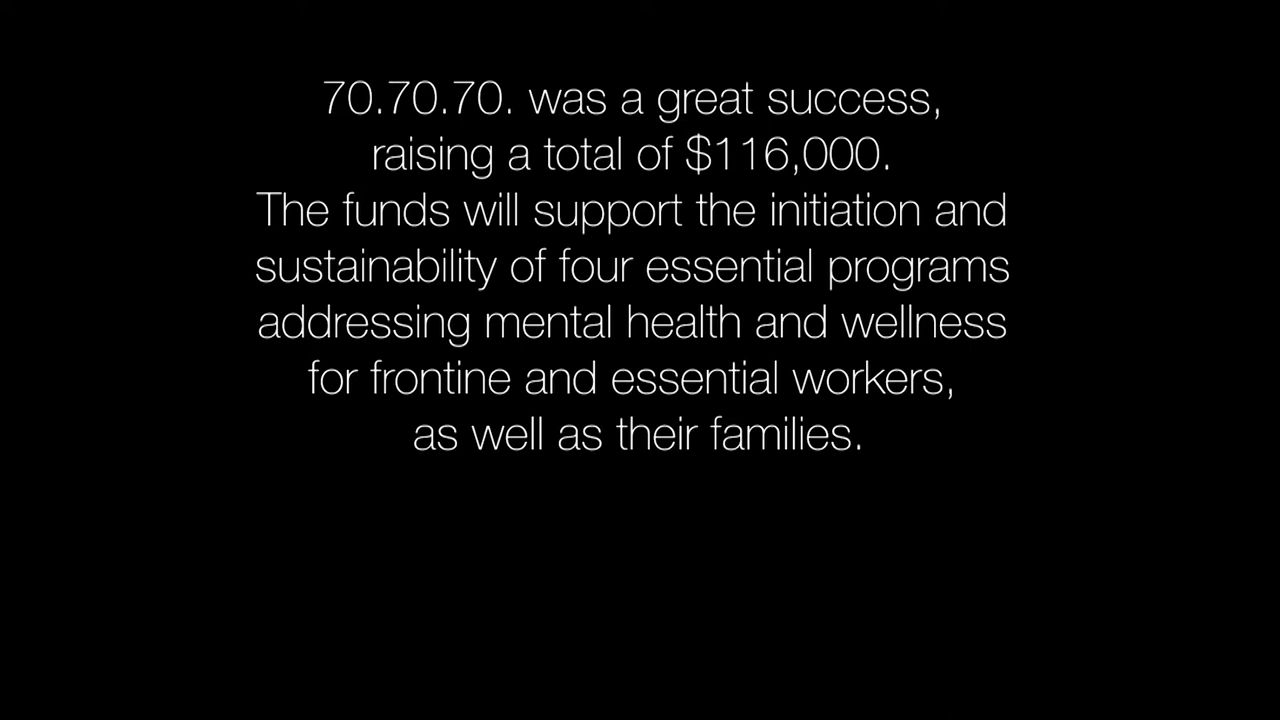 70.70.70. was a great success,
raising a total of $116,000.
The funds will support the initiation and
sustainability of four essential programs
addressing mental health and wellness
for frontine and essential workers,
as well as their families.